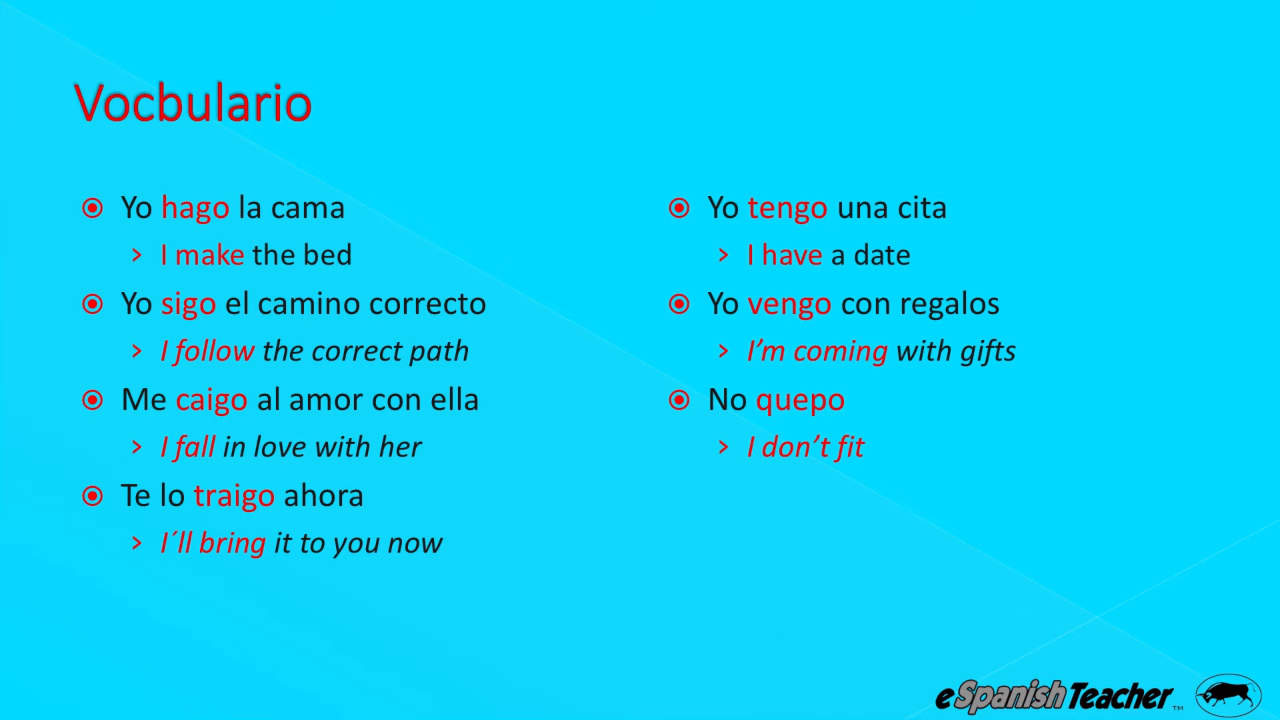 Vocbulario
Yo hago la cama
I make the bed
Yo sigo el camino correcto
I follow the correct path
Me caigo al amor con ella
I fall in love with her
Te lo traigo ahora
I´ll bring it to you now
Yo tengo una cita
I have a date
Yo vengo con regalos
I’m coming with gifts
No quepo
I don’t fit
eSpanishTeacher™